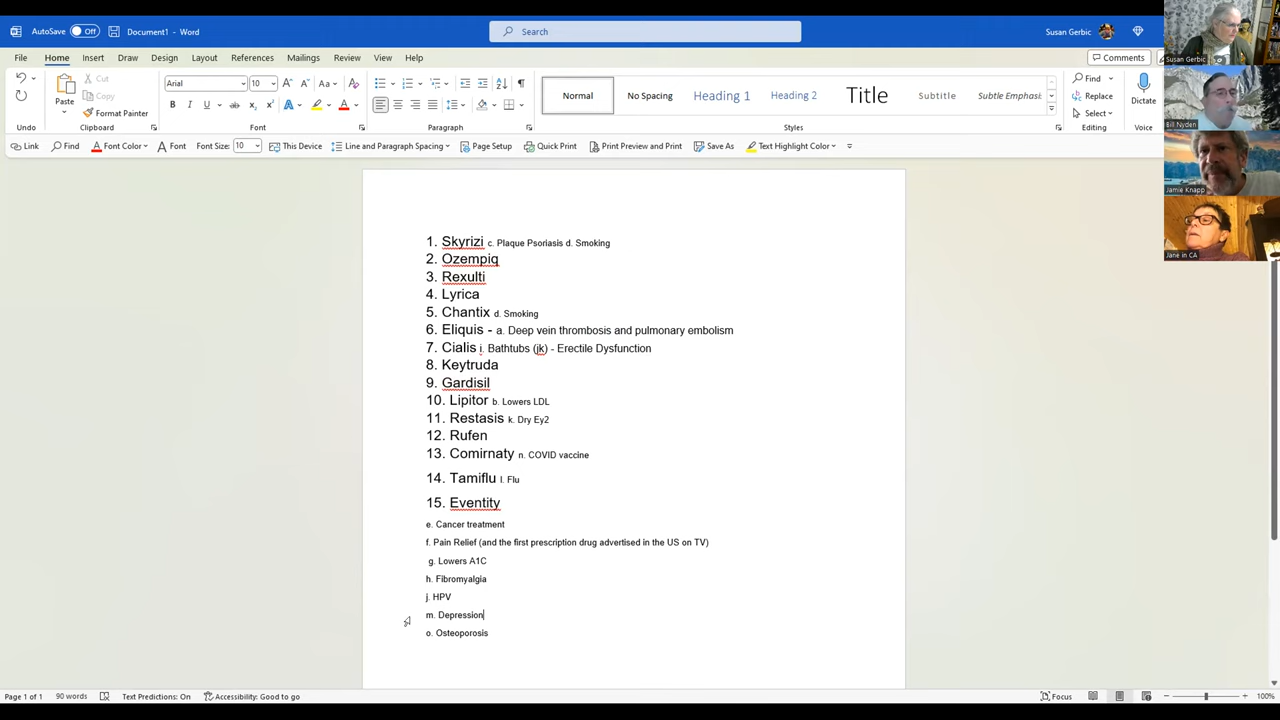 AutoSave Off Document1 - Word Search Susan Gerbic
File Home Insert Draw Design Layout References Mailings Review View Help Comments
Paste Cut Copy Format Painter
Arial 10
Normal No Spacing Heading 1 Heading 2 Title Subtitle Subtle Emphasi
Find Replace Select Dictate
Undo Clipboard Font Paragraph Styles Editing Voice
Link Find Font Color Font Font Size: 10 This Device Line and Paragraph Spacing Page Setup Quick Print Print Preview and Print Save As Text Highlight Color
Susan Gerbic
Bill Nyden
Jamie Knapp
Jane in CA
1. Skyrizi c. Plaque Psoriasis d. Smoking
2. Ozempiq
3. Rexulti
4. Lyrica
5. Chantix d. Smoking
6. Eliquis - a. Deep vein thrombosis and pulmonary embolism
7. Cialis i. Bathtubs (jk) - Erectile Dysfunction
8. Keytruda
9. Gardisil
10. Lipitor b. Lowers LDL
11. Restasis k. Dry Ey2
12. Rufen
13. Comirnaty n. COVID vaccine
14. Tamiflu l. Flu
15. Eventity
e. Cancer treatment
f. Pain Relief (and the first prescription drug advertised in the US on TV)
g. Lowers A1C
h. Fibromyalgia
j. HPV
m. Depression
o. Osteoporosis
Page 1 of 1 90 words Text Predictions: On Accessibility: Good to go Focus 100%